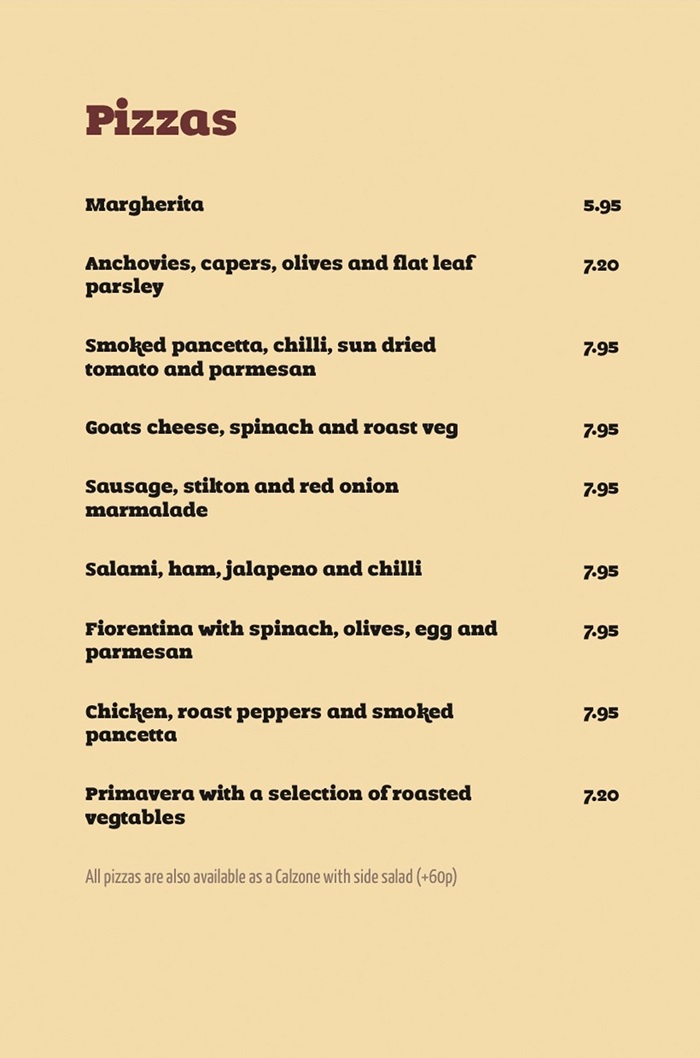 Pizzas
Margherita 5.95
Anchovies, capers, olives and flat leaf 7.20
parsley
Smoked pancetta, chilli, sun dried 7.95
tomato and parmesan
Goats cheese, spinach and roast veg 7.95
Sausage, stilton and red onion 7.95
marmalade
Salami, ham, jalapeno and chilli 7.95
Fiorentina with spinach, olives, egg and 7.95
parmesan
Chicken, roast peppers and smoked 7.95
pancetta
Primavera with a selection of roasted 7.20
vegtables
All pizzas are also available as a Calzone with side salad (+60p)